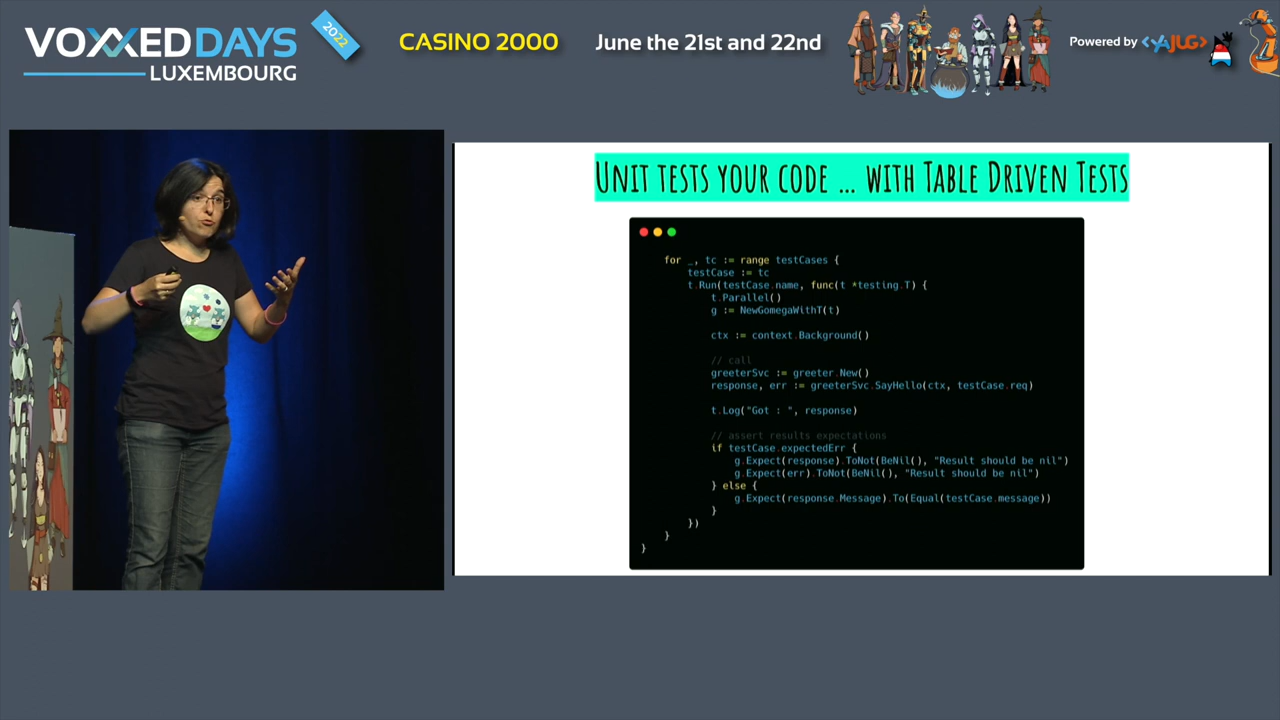 VOXXEDDAYS
LUXEMBOURG
2022
CASINO 2000
June the 21st and 22nd
Powered by <YAJUG>
UNIT TESTS YOUR CODE ... WITH TABLE DRIVEN TESTS
for _, tc := range testCases {
testCase := tc
t.Run(testCase.name, func(t *testing.T) {
t.Parallel()
g := NewGomegaWithT(t)
ctx := context.Background()
// call
greeterSvc := greeter.New()
response, err := greeterSvc.SayHello(ctx, testCase.req)
t.Log("Got : ", response)
// assert results expectations
if testCase.expectedErr {
g.Expect(response).ToNot(BeNil(), "Result should be nil")
g.Expect(err).ToNot(BeNil(), "Result should be nil")
} else {
g.Expect(response.Message).To(Equal(testCase.message))
}
})
}
}